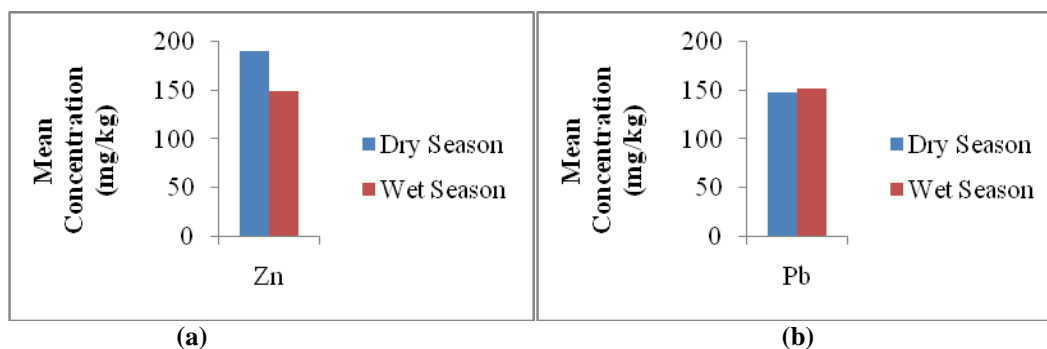 200
150
100
50
0
Mean
Concentration
(mg/kg)
Zn
Dry Season
Wet Season
(a)
200
150
100
50
0
Mean
Concentration
(mg/kg)
Pb
Dry Season
Wet Season
(b)